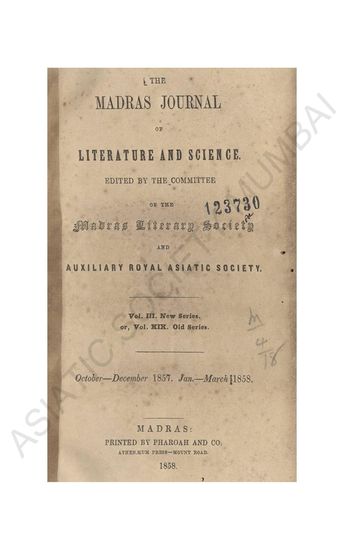 THE
MADRAS JOURNAL
OF
LITERATURE AND SCIENCE.
EDITED BY THE COMMITTEE
OF THE
123730
Madras Literary Society
AND
AUXILIARY ROYAL ASIATIC SOCIETY.
Vol. III. New Series.
or, Vol. XIX. Old Series.
M
4
/18
October—December 1857. Jan.—March 1858.
MADRAS:
PRINTED BY PHAROAH AND CO;
ATHENÆUM PRESS—MOUNT ROAD.
1858.
ASIATIC SOCIETY MUMBAI